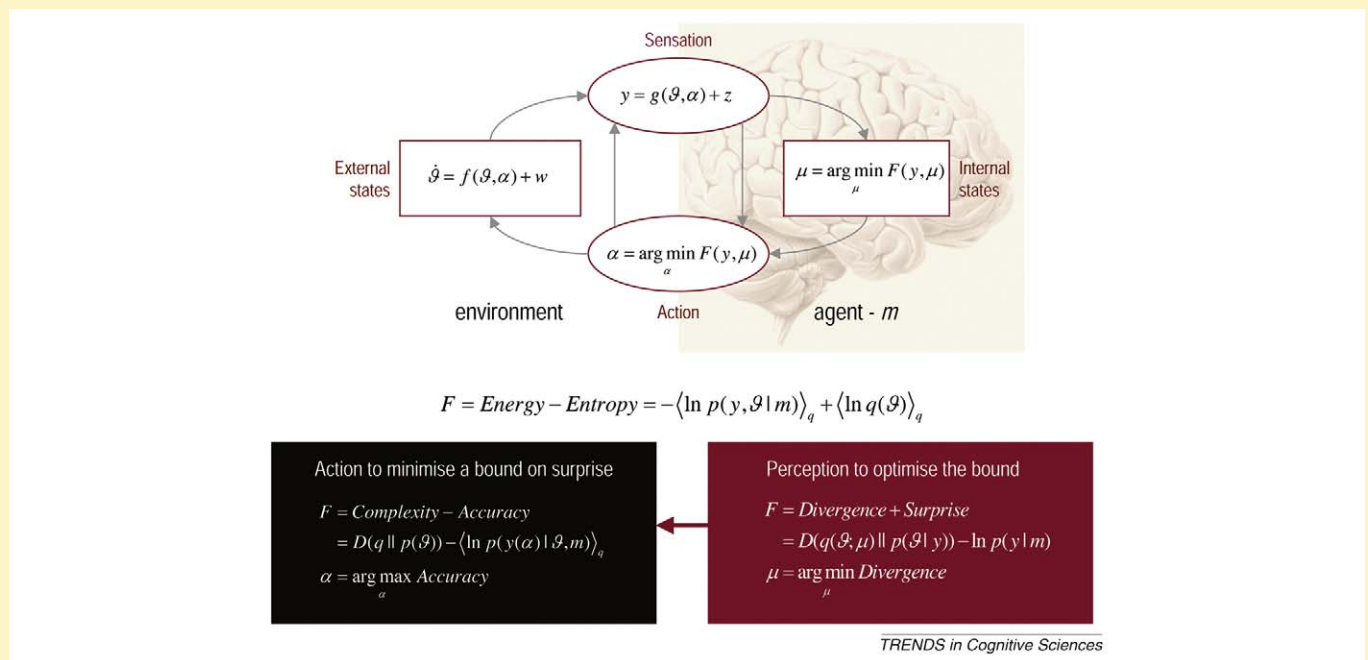 Sensation
y = g(ϑ,α) + z
External
states
ϑ̇ = f(ϑ,α) + w
μ = arg min F(y,μ)
μ
Internal
states
α = arg min F(y,μ)
α
environment
Action
agent - m
F = Energy – Entropy = –⟨ln p(y,ϑ | m)⟩q + ⟨ln q(ϑ)⟩q
Action to minimise a bound on surprise
F = Complexity – Accuracy
= D(q || p(ϑ)) – ⟨ln p(y(α) | ϑ,m)⟩q
α = arg max Accuracy
α
Perception to optimise the bound
F = Divergence + Surprise
= D(q(ϑ;μ) || p(ϑ | y)) – ln p(y | m)
μ = arg min Divergence
μ
TRENDS in Cognitive Sciences